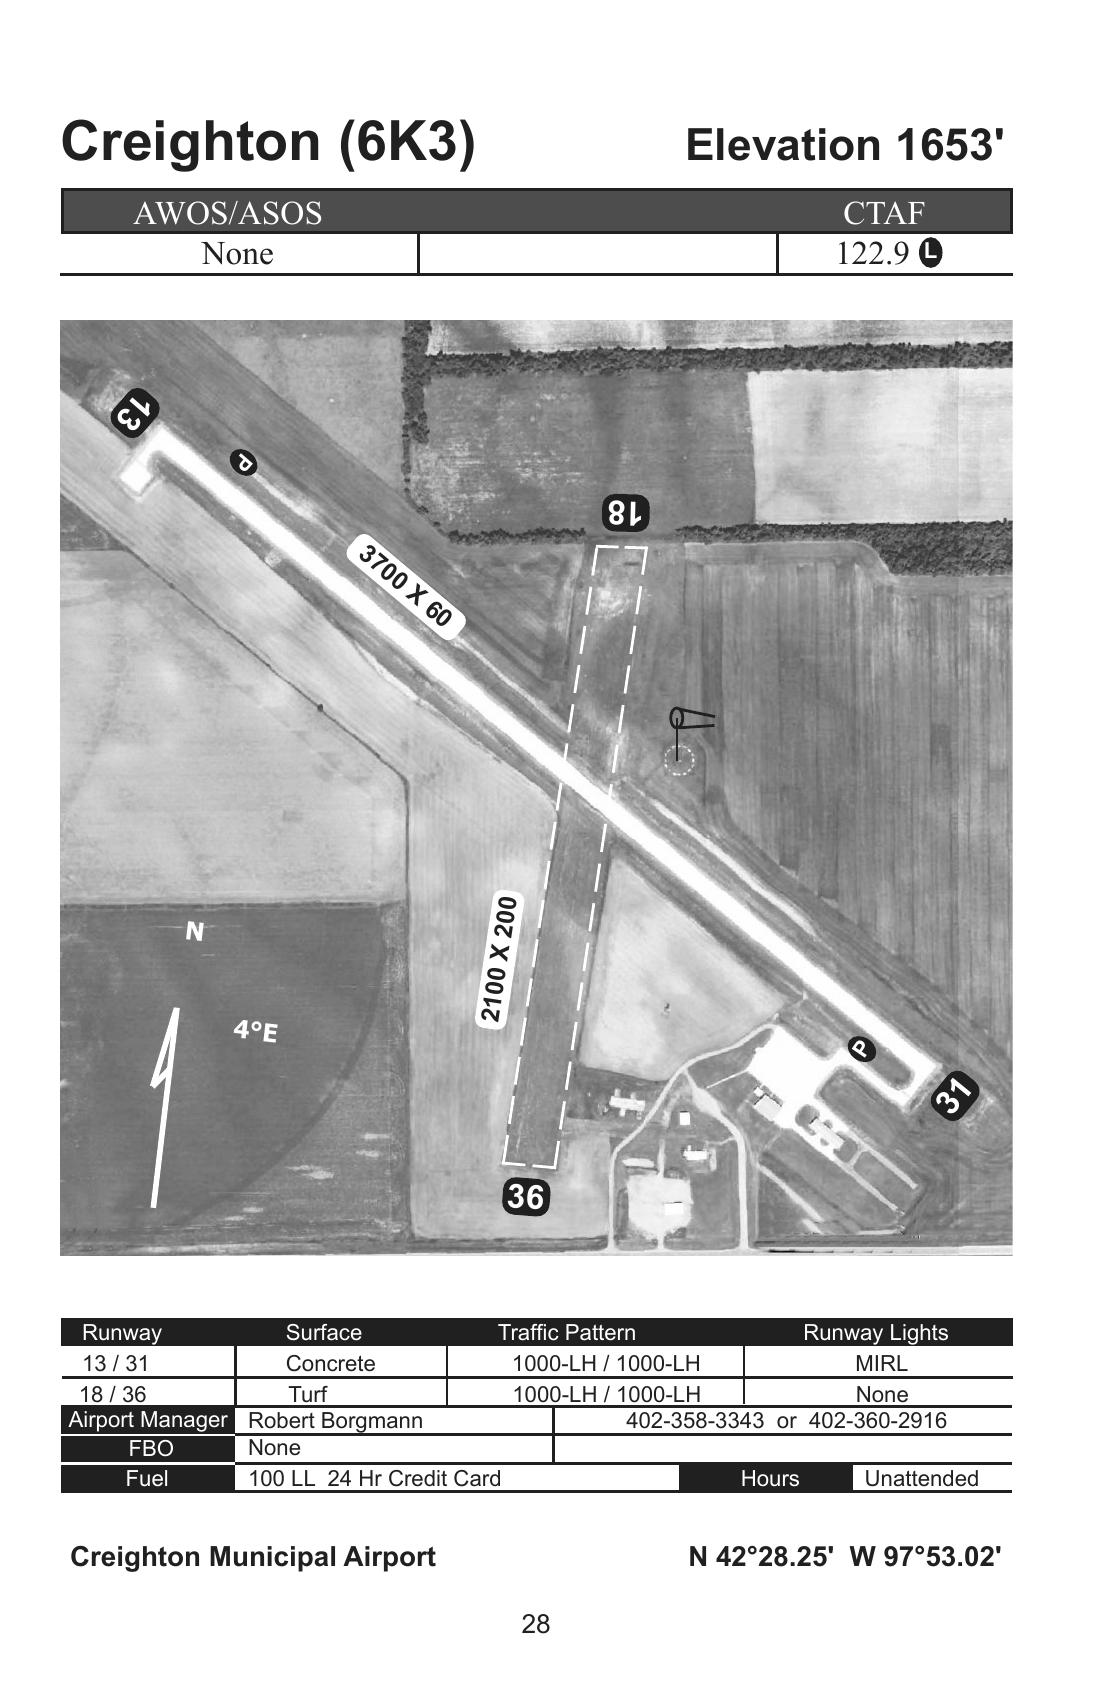 Creighton (6K3) Elevation 1653'
AWOS/ASOS CTAF
None 122.9 L
13
P
18
3700 X 60
2100 X 200
N
4°E
P
31
36
Runway Surface Traffic Pattern Runway Lights
13 / 31 Concrete 1000-LH / 1000-LH MIRL
18 / 36 Turf 1000-LH / 1000-LH None
Airport Manager Robert Borgmann 402-358-3343 or 402-360-2916
FBO None
Fuel 100 LL 24 Hr Credit Card Hours Unattended
Creighton Municipal Airport N 42°28.25' W 97°53.02'
28